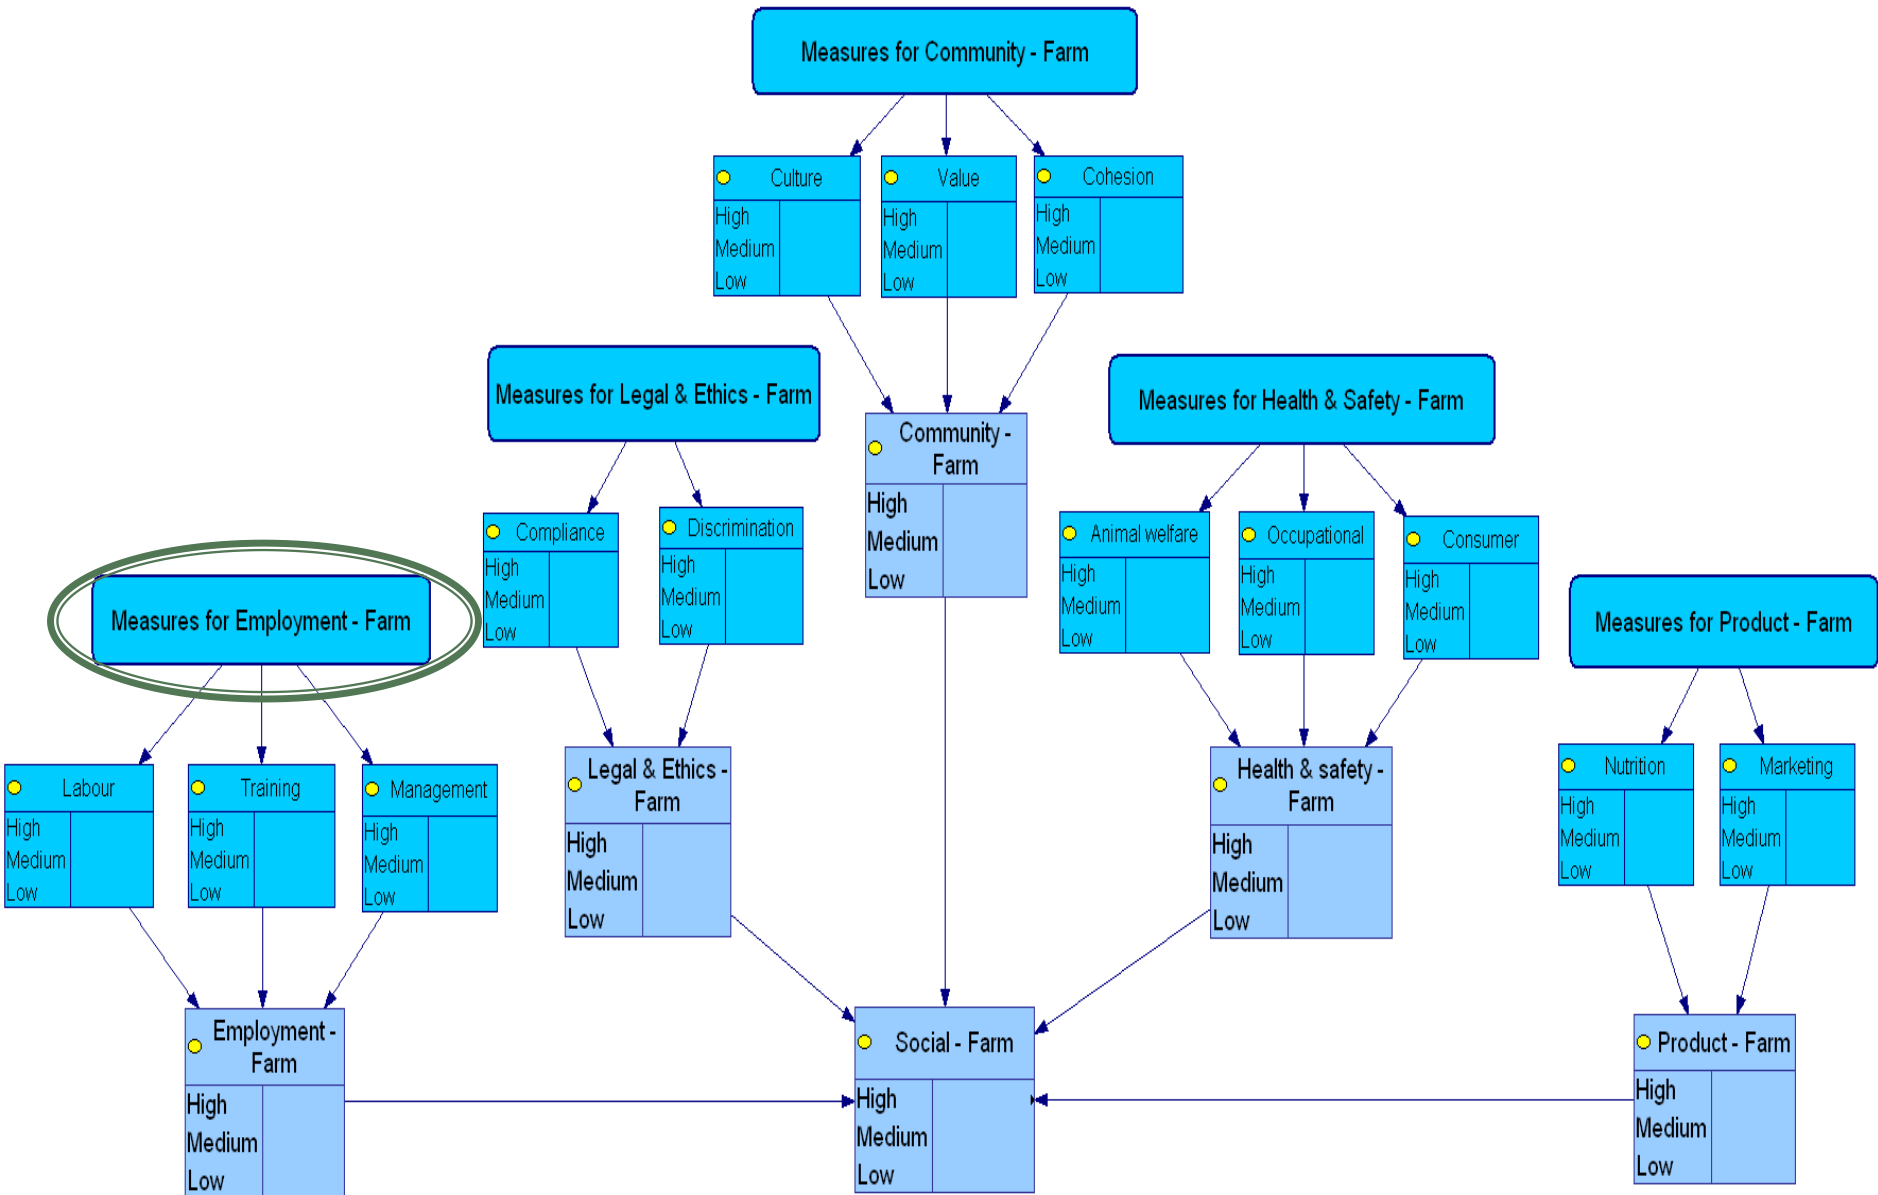 Measures for Community - Farm
Culture
High
Medium
Low
Value
High
Medium
Low
Cohesion
High
Medium
Low
Measures for Legal & Ethics - Farm
Measures for Health & Safety - Farm
Community -
Farm
High
Medium
Low
Compliance
High
Medium
Low
Discrimination
High
Medium
Low
Animal welfare
High
Medium
Low
Occupational
High
Medium
Low
Consumer
High
Medium
Low
Measures for Employment - Farm
Measures for Product - Farm
Labour
High
Medium
Low
Training
High
Medium
Low
Management
High
Medium
Low
Legal & Ethics -
Farm
High
Medium
Low
Health & safety -
Farm
High
Medium
Low
Nutrition
High
Medium
Low
Marketing
High
Medium
Low
Employment -
Farm
High
Medium
Low
Social - Farm
High
Medium
Low
Product - Farm
High
Medium
Low